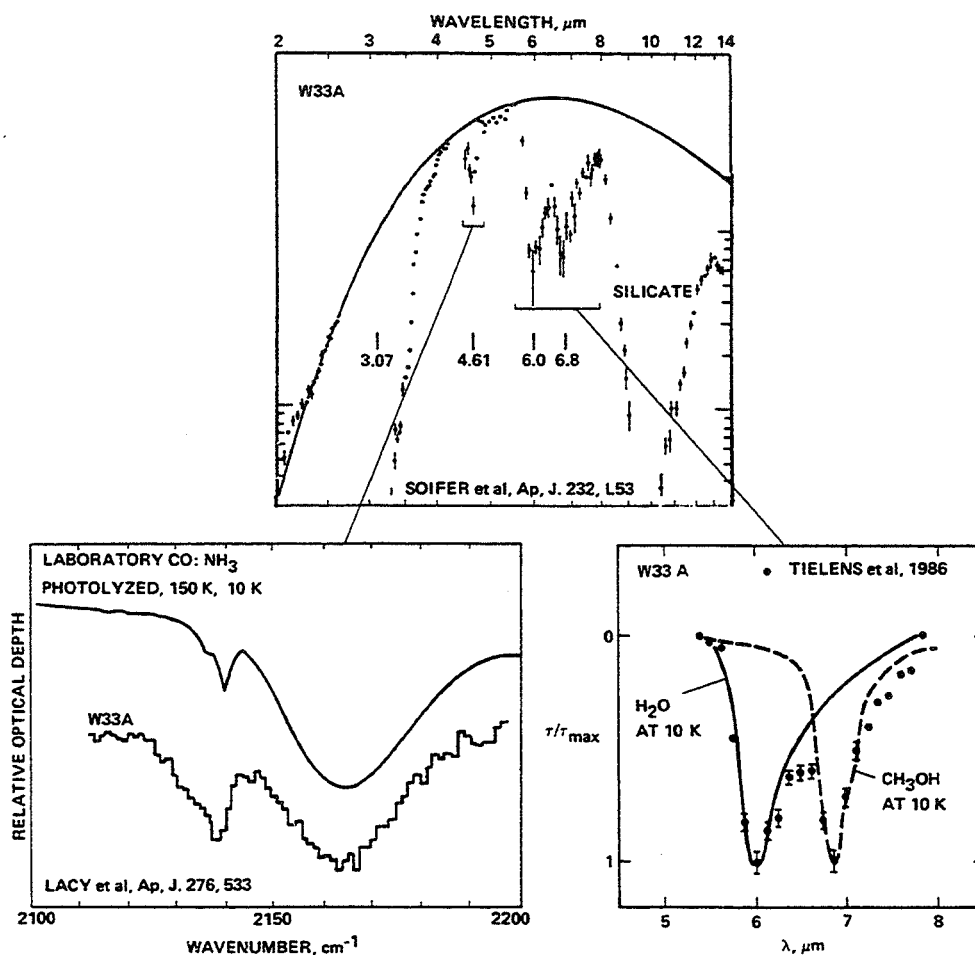 WAVELENGTH, μm
2 3 4 5 6 7 8 10 12 14
W33A
SILICATE
3.07 4.61 6.0 6.8
SOIFER et al, Ap, J. 232, L53
LABORATORY CO: NH3
PHOTOLYZED, 150 K, 10 K
W33A
LACY et al, Ap, J. 276, 533
RELATIVE OPTICAL DEPTH
2100 2150 2200
WAVENUMBER, cm-1
W33 A TIELENS et al, 1986
0
H2O
AT 10 K
τ/τmax
CH3OH
AT 10 K
1
5 6 7 8
λ, μm